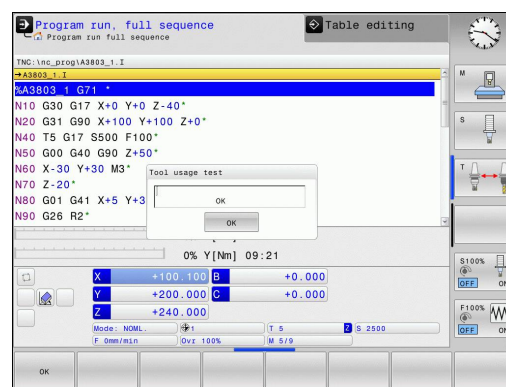 Program run, full sequence
Program run full sequence
Table editing
TNC:\nc_prog\A3803_1.I
→A3803_1.I
%A3803_1 G71 *
N10 G30 G17 X+0 Y+0 Z-40*
N20 G31 G90 X+100 Y+100 Z+0*
N40 T5 G17 S500 F100*
N50 G00 G40 G90 Z+50*
N60 X-30 Y+30 M3*
N70 Z-20*
N80 G01 G41 X+5 Y+3
N90 G26 R2*
Tool usage test
OK
OK
0% Y[Nm] 09:21
X +100.100 B +0.000
Y +200.000 C +0.000
Z +240.000
Mode: NOML. 1 T 5 Z S 2500
F 0mm/min Ovr 100% M 5/9
OK
M
S
T
S100%
OFF ON
F100%
OFF ON